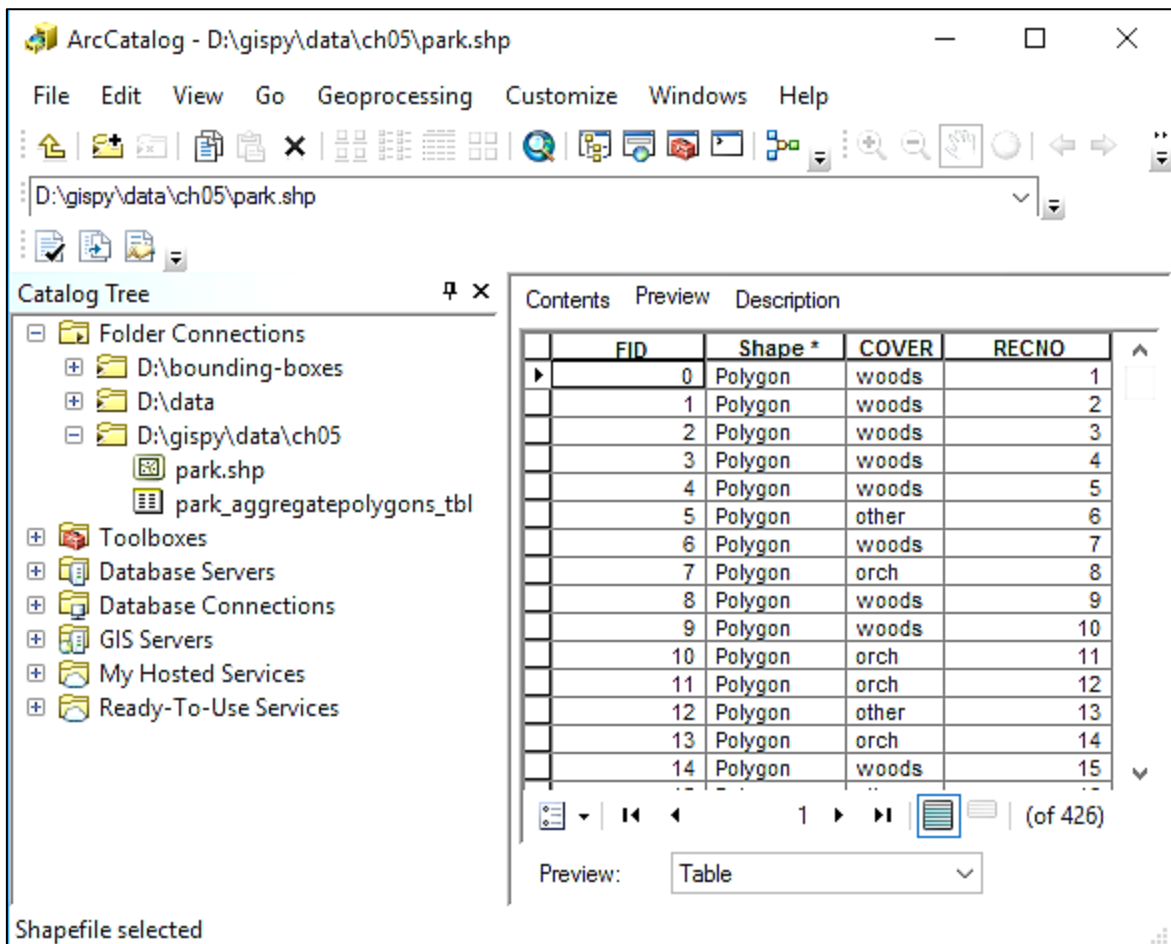 ArcCatalog - D:\gispy\data\ch05\park.shp
File Edit View Go Geoprocessing Customize Windows Help
D:\gispy\data\ch05\park.shp
Catalog Tree
Folder Connections
D:\bounding-boxes
D:\data
D:\gispy\data\ch05
park.shp
park_aggregatepolygons_tbl
Toolboxes
Database Servers
Database Connections
GIS Servers
My Hosted Services
Ready-To-Use Services
Contents Preview Description
FID Shape * COVER RECNO
0 Polygon woods 1
1 Polygon woods 2
2 Polygon woods 3
3 Polygon woods 4
4 Polygon woods 5
5 Polygon other 6
6 Polygon woods 7
7 Polygon orch 8
8 Polygon woods 9
9 Polygon woods 10
10 Polygon orch 11
11 Polygon orch 12
12 Polygon other 13
13 Polygon orch 14
14 Polygon woods 15
1 (of 426)
Preview: Table
Shapefile selected